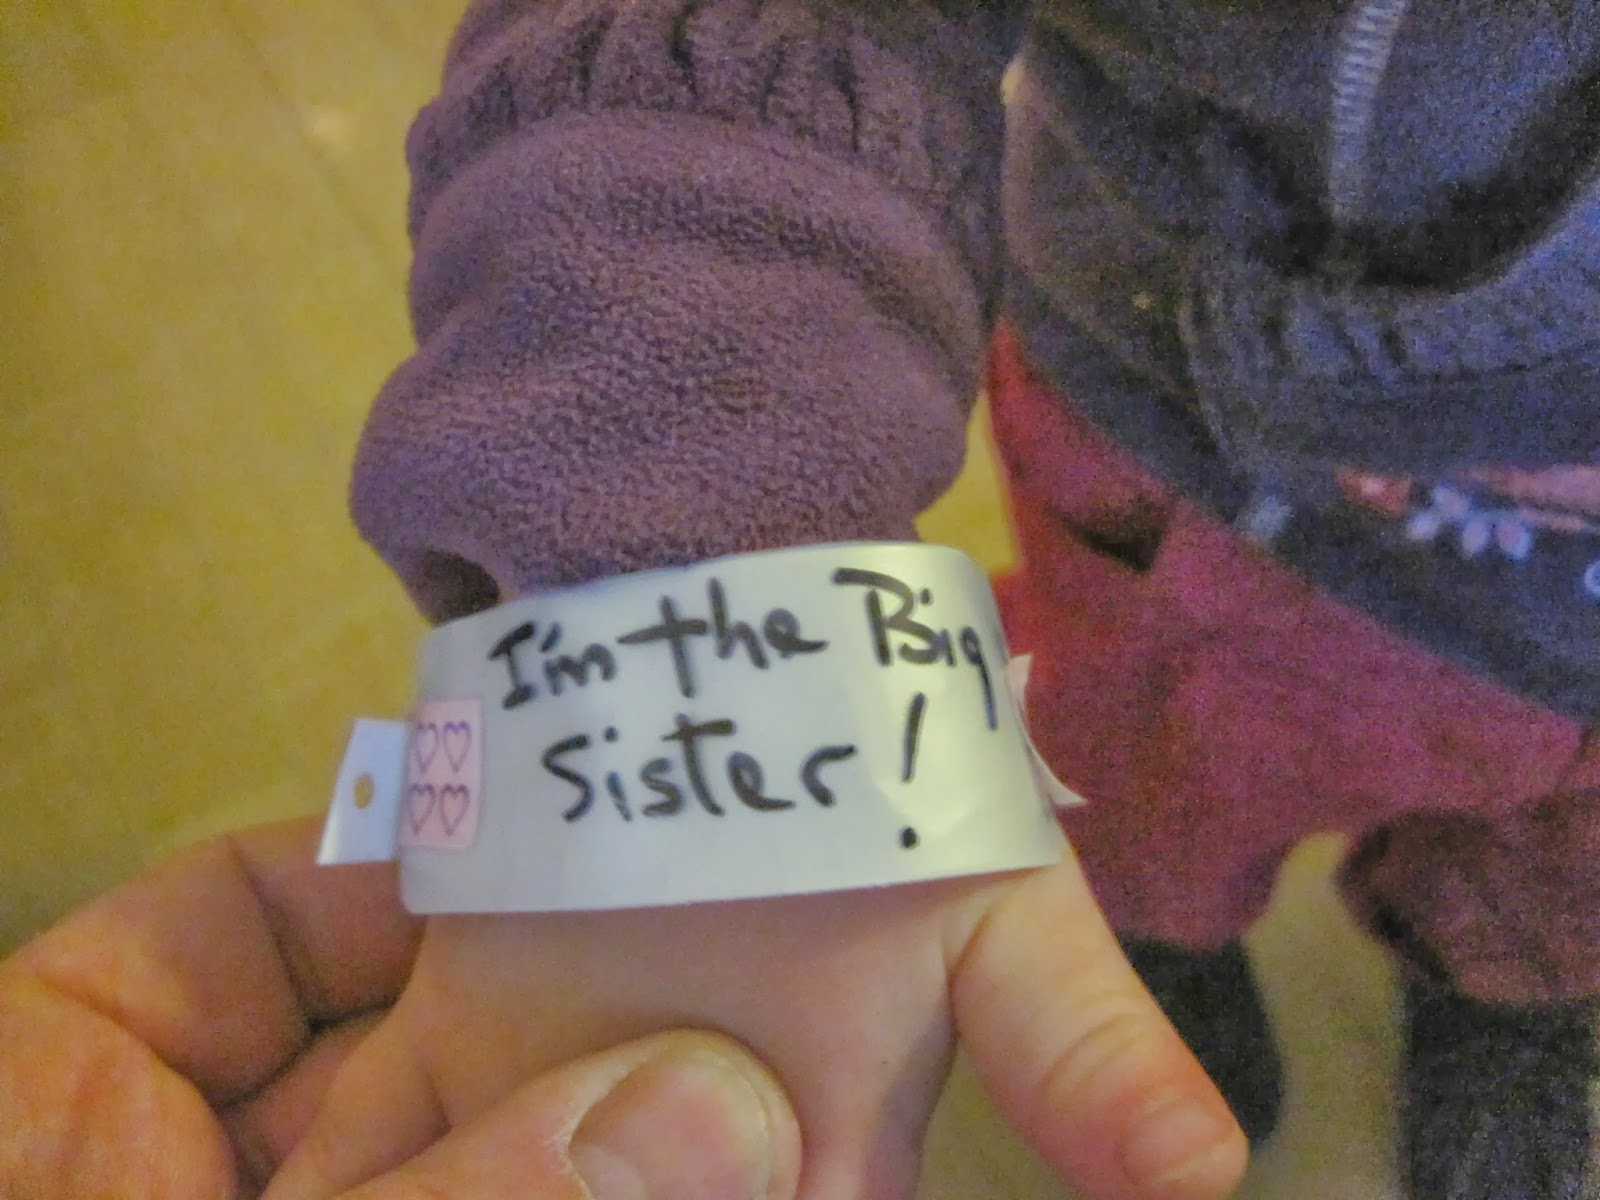 I'm the Big
Sister!